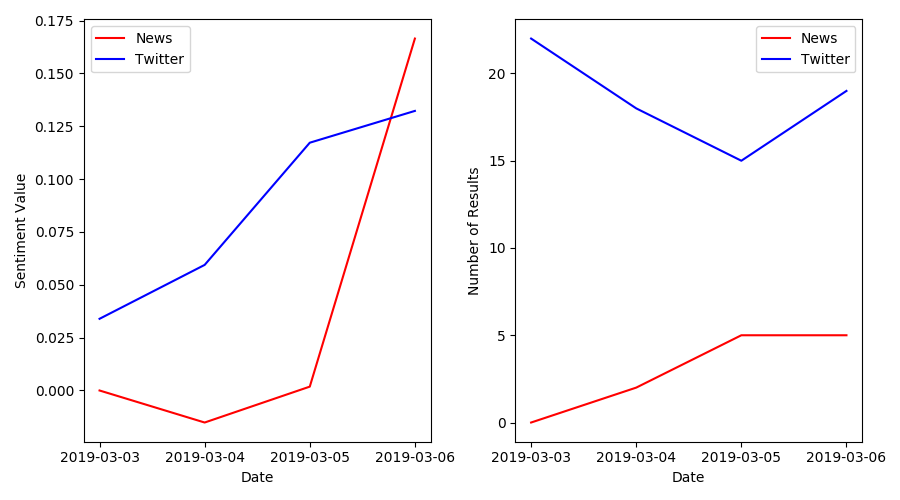 0.175
0.150
0.125
0.100
0.075
0.050
0.025
0.000
Sentiment Value
News
Twitter
2019-03-03 2019-03-04 2019-03-05 2019-03-06
Date
20
15
10
5
0
Number of Results
News
Twitter
2019-03-03 2019-03-04 2019-03-05 2019-03-06
Date